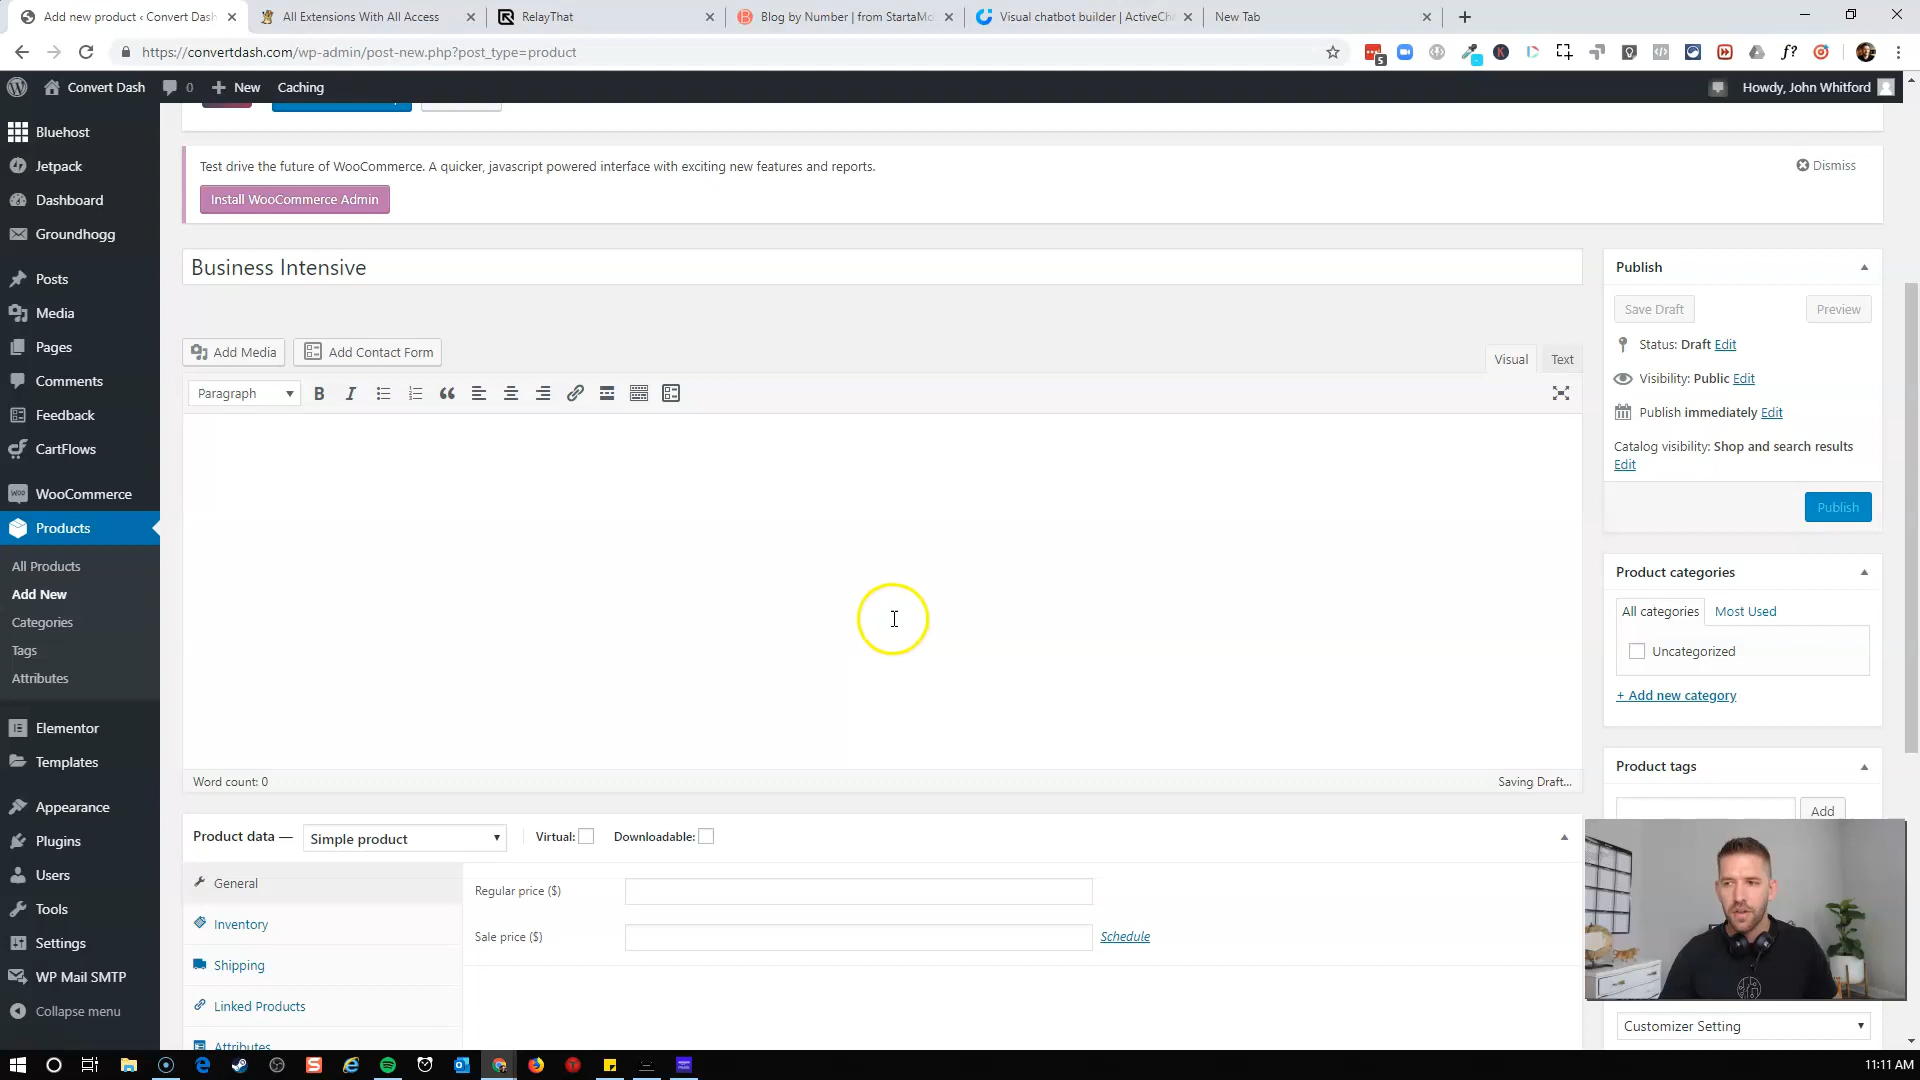 Add new product ‹ Convert Dash
All Extensions With All Access
RelayThat
Blog by Number | from StartaMc
Visual chatbot builder | ActiveCha
New Tab
https://convertdash.com/wp-admin/post-new.php?post_type=product
5
f?
Convert Dash
0
New
Caching
Howdy, John Whitford
Bluehost
Jetpack
Dashboard
Groundhogg
Posts
Media
Pages
Comments
Feedback
CartFlows
WooCommerce
Products
All Products
Add New
Categories
Tags
Attributes
Elementor
Templates
Appearance
Plugins
Users
Tools
Settings
WP Mail SMTP
Collapse menu
Test drive the future of WooCommerce. A quicker, javascript powered interface with exciting new features and reports.
Dismiss
Install WooCommerce Admin
Business Intensive
Add Media
Add Contact Form
Visual
Text
Paragraph
B
I
Word count: 0
Saving Draft...
Product data —
Simple product
Virtual:
Downloadable:
General
Inventory
Shipping
Linked Products
Attributes
Regular price ($)
Sale price ($)
Schedule
Publish
Save Draft
Preview
Status: Draft Edit
Visibility: Public Edit
Publish immediately Edit
Catalog visibility: Shop and search results
Edit
Publish
Product categories
All categories
Most Used
Uncategorized
+ Add new category
Product tags
Add
Customizer Setting
11:11 AM